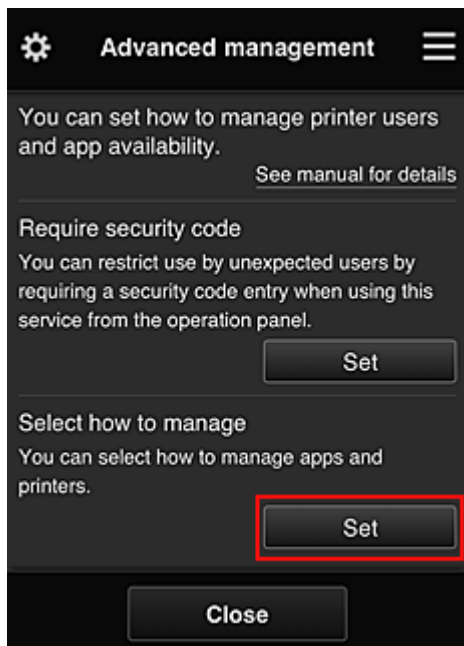 Advanced management
You can set how to manage printer users
and app availability.
See manual for details
Require security code
You can restrict use by unexpected users by
requiring a security code entry when using this
service from the operation panel.
Set
Select how to manage
You can select how to manage apps and
printers.
Set
Close